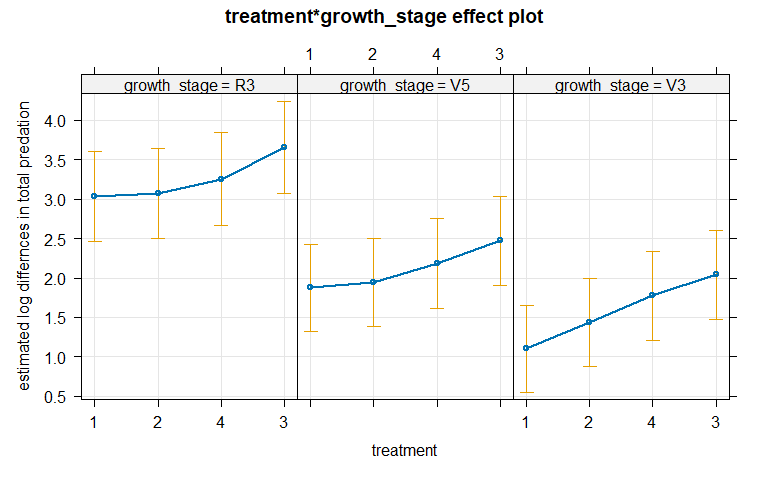 treatment*growth_stage effect plot
1 2 4 3
growth_stage = R3 growth_stage = V5 growth_stage = V3
estimated log differnces in total predation
4.0
3.5
3.0
2.5
2.0
1.5
1.0
0.5
1 2 4 3 1 2 4 3
treatment